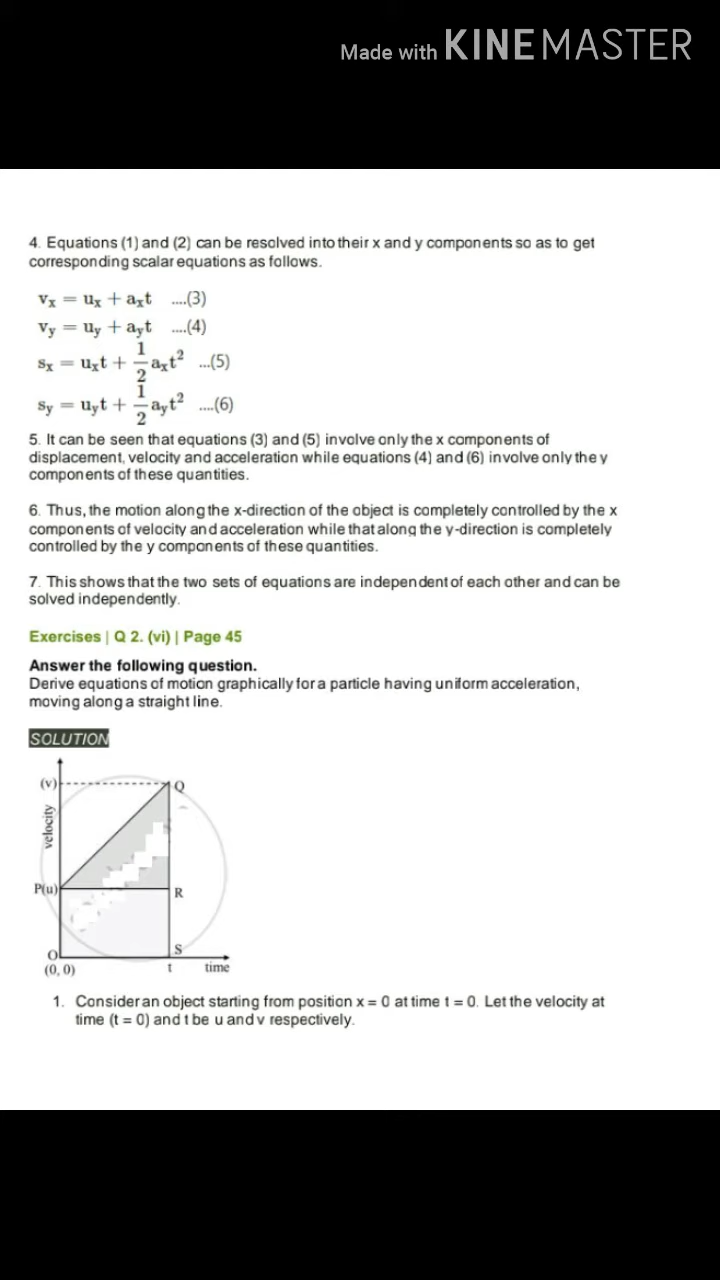 Made with KINEMASTER
4. Equations (1) and (2) can be resolved into their x and y components so as to get
corresponding scalar equations as follows.
vₓ = uₓ + aₓt ....(3)
v_y = u_y + a_yt ....(4)
sₓ = uₓt + 1/2 aₓt² ...(5)
s_y = u_yt + 1/2 a_yt² ....(6)
5. It can be seen that equations (3) and (5) involve only the x components of
displacement, velocity and acceleration while equations (4) and (6) involve only the y
components of these quantities.
6. Thus, the motion along the x-direction of the object is completely controlled by the x
components of velocity and acceleration while that along the y-direction is completely
controlled by the y components of these quantities.
7. This shows that the two sets of equations are independent of each other and can be
solved independently.
Exercises | Q 2. (vi) | Page 45
Answer the following question.
Derive equations of motion graphically for a particle having uniform acceleration,
moving along a straight line.
SOLUTION
(v)
Q
velocity
P(u)
R
O
S
(0, 0)
t
time
1. Consider an object starting from position x = 0 at time t = 0. Let the velocity at
time (t = 0) and t be u and v respectively.